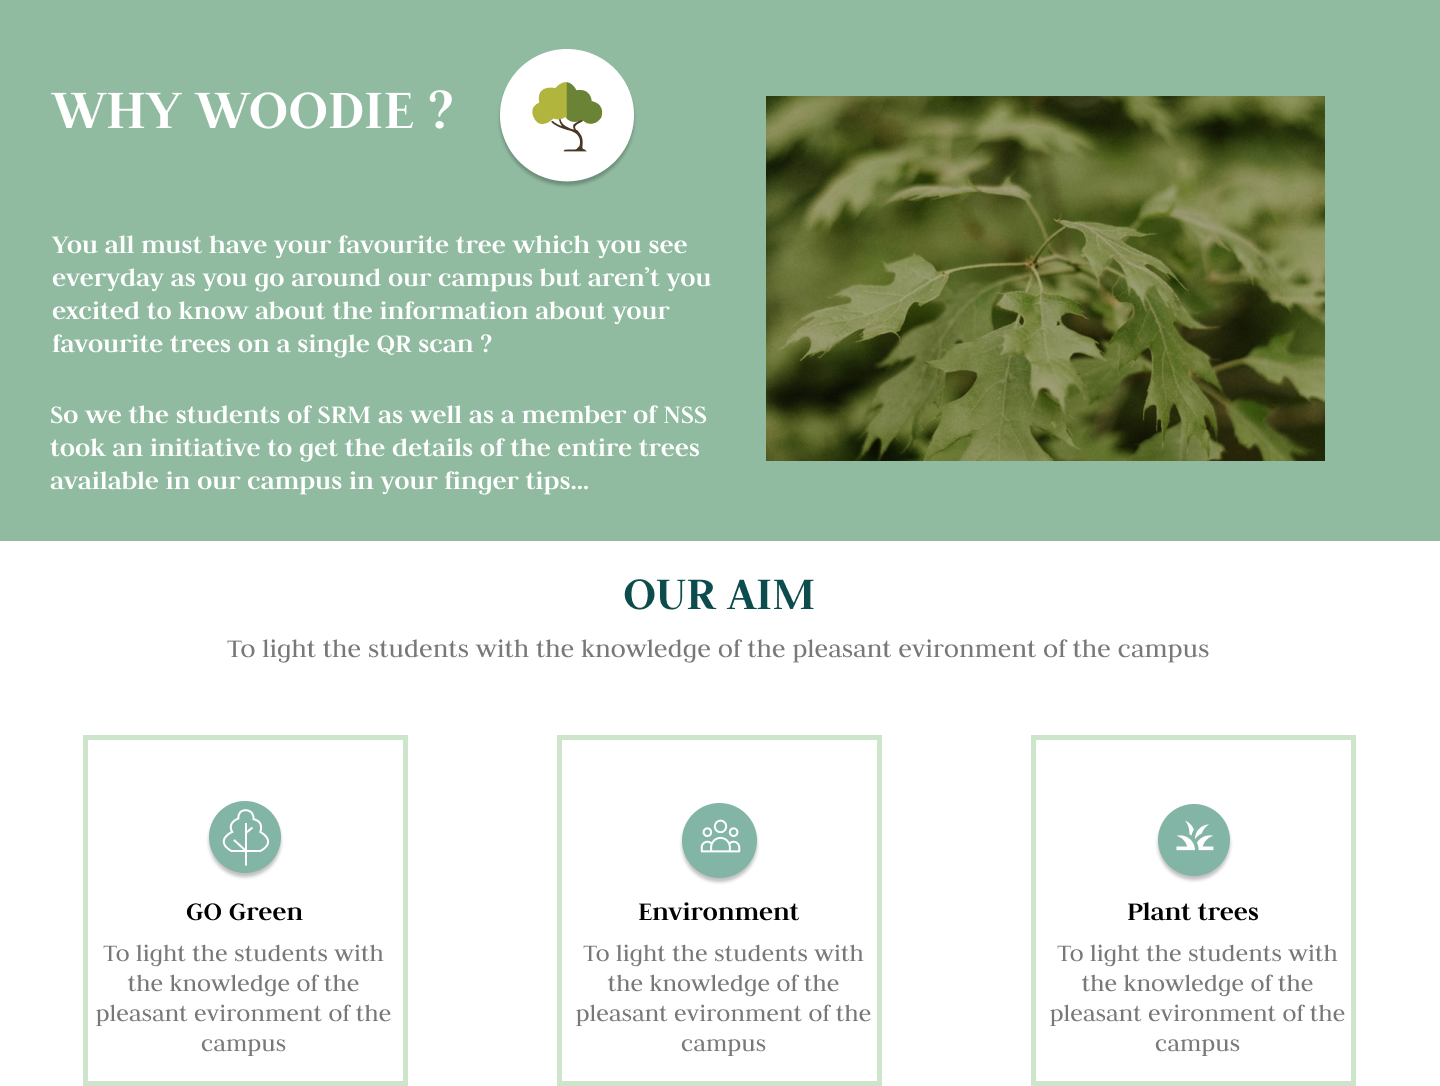 WHY WOODIE ?
You all must have your favourite tree which you see
everyday as you go around our campus but aren’t you
excited to know about the information about your
favourite trees on a single QR scan ?
So we the students of SRM as well as a member of NSS
took an initiative to get the details of the entire trees
available in our campus in your finger tips...
OUR AIM
To light the students with the knowledge of the pleasant evironment of the campus
GO Green
To light the students with
the knowledge of the
pleasant evironment of the
campus
Environment
To light the students with
the knowledge of the
pleasant evironment of the
campus
Plant trees
To light the students with
the knowledge of the
pleasant evironment of the
campus